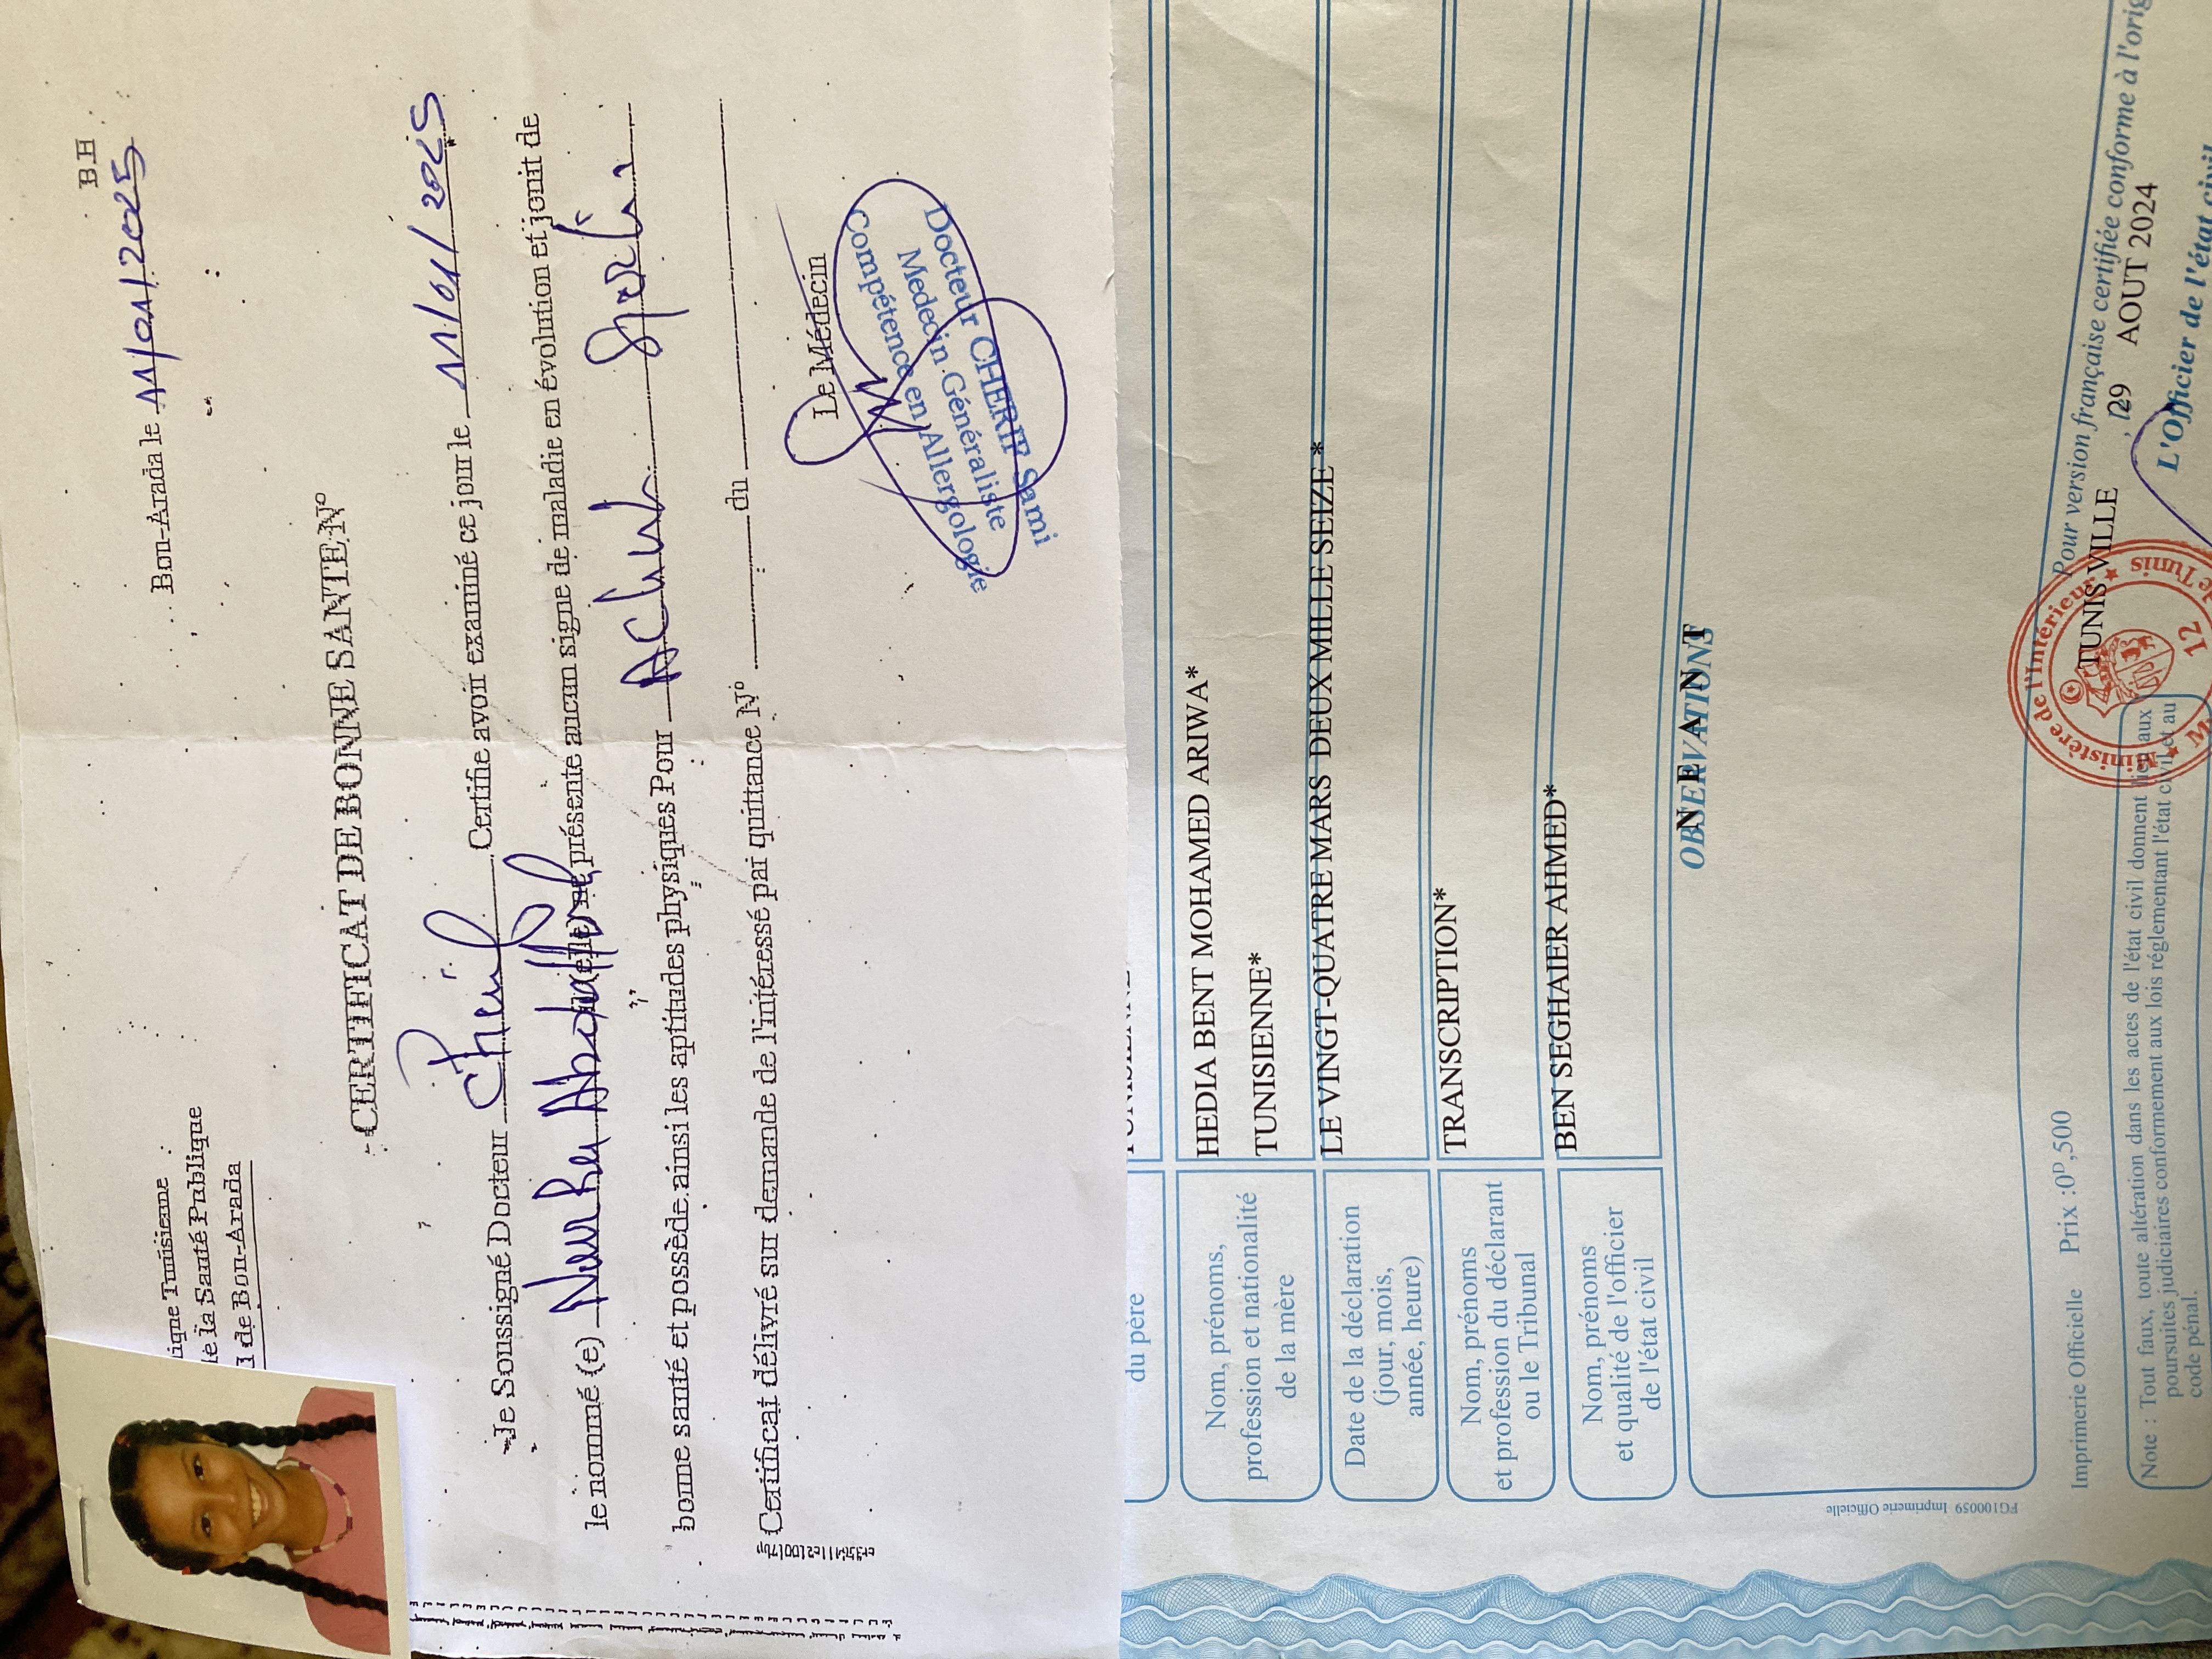 BH
Bou-Arada le 11/01/2025
ique Tunisienne
le la Santé Publique
l de Bou-Arada
CERTIFICAT DE BONNE SANTE N°
Je Soussigné Docteur Cherif Certifie avoir examiné ce jour le 11/01/2025
le nommé (e) Abdallah présente aucun signe de maladie en évolution et jouit de
bonne santé et possède ainsi les aptitudes physiques Pour
Certificat délivré sur demande de l'intéressé par quittance N° du
Le Médecin
Docteur CHERIF Sami
Medecin Généraliste
Compétence en Allergologie
du père
Nom, prénoms,
profession et nationalité
de la mère
HEDIA BENT MOHAMED ARIWA*
TUNISIENNE*
Date de la déclaration
(jour, mois,
année, heure)
LE VINGT-QUATRE MARS DEUX MILLE SEIZE *
Nom, prénoms
et profession du déclarant
ou le Tribunal
TRANSCRIPTION*
Nom, prénoms
et qualité de l'officier
de l'état civil
BEN SEGHAIER AHMED*
OBSERVATIONS
N E A N T
FG100059 Imprimerie Officielle
Imprimerie Officielle Prix :0ᴰ,500
Pour version française certifiée conforme à l'orig
TUNIS VILLE , le 29 AOUT 2024
L'Officier de l'état civil
Ministère de l'Intérieur
de Tunis
12
Note : Tout faux, toute altération dans les actes de l'état civil donnent lieu aux
poursuites judiciaires conformement aux lois réglementant l'état civil et au
code pénal.